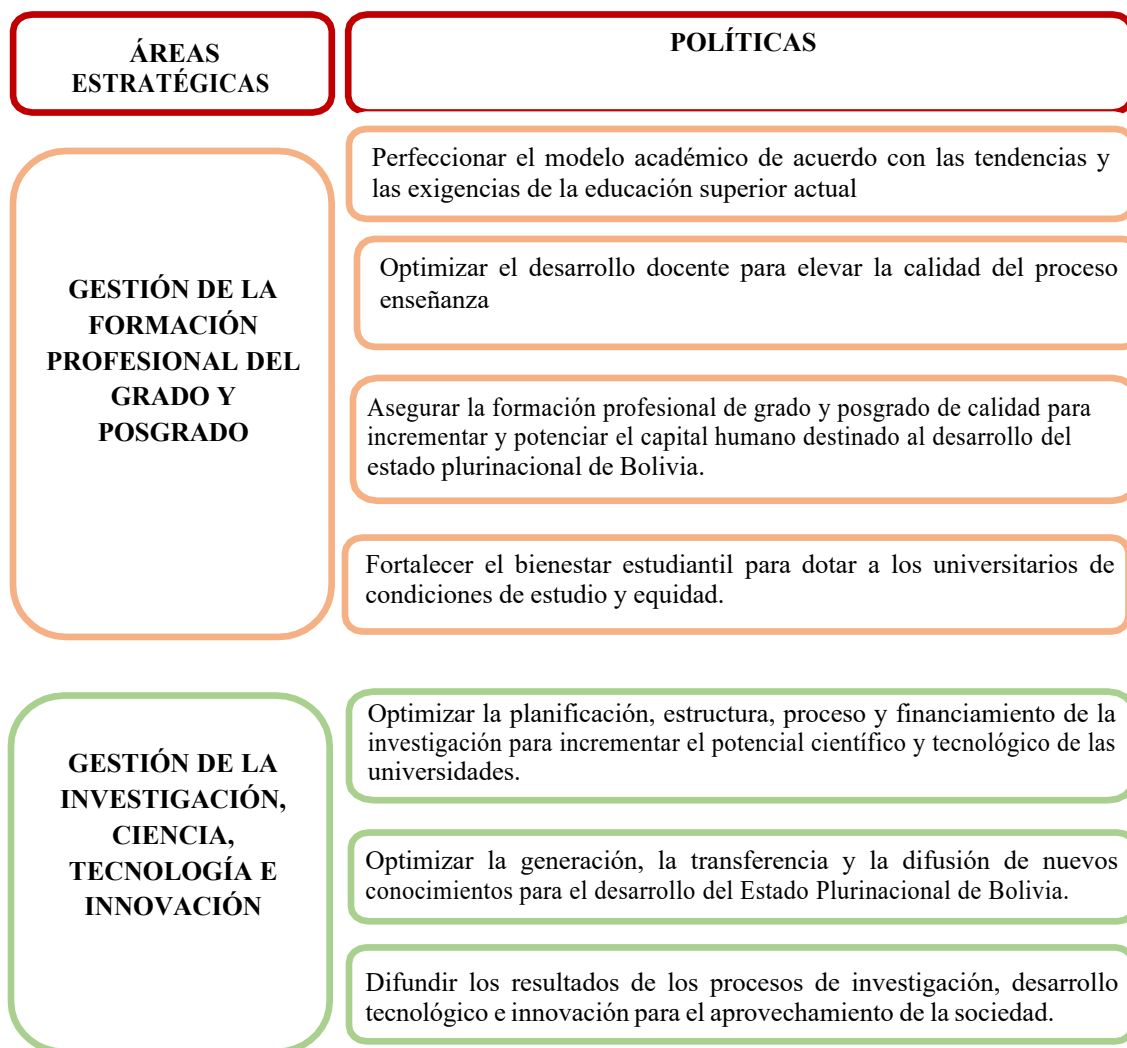 ÁREAS
ESTRATÉGICAS
POLÍTICAS
GESTIÓN DE LA
FORMACIÓN
PROFESIONAL DEL
GRADO Y
POSGRADO
Perfeccionar el modelo académico de acuerdo con las tendencias y
las exigencias de la educación superior actual
Optimizar el desarrollo docente para elevar la calidad del proceso
enseñanza
Asegurar la formación profesional de grado y posgrado de calidad para
incrementar y potenciar el capital humano destinado al desarrollo del
estado plurinacional de Bolivia.
Fortalecer el bienestar estudiantil para dotar a los universitarios de
condiciones de estudio y equidad.
GESTIÓN DE LA
INVESTIGACIÓN,
CIENCIA,
TECNOLOGÍA E
INNOVACIÓN
Optimizar la planificación, estructura, proceso y financiamiento de la
investigación para incrementar el potencial científico y tecnológico de las
universidades.
Optimizar la generación, la transferencia y la difusión de nuevos
conocimientos para el desarrollo del Estado Plurinacional de Bolivia.
Difundir los resultados de los procesos de investigación, desarrollo
tecnológico e innovación para el aprovechamiento de la sociedad.